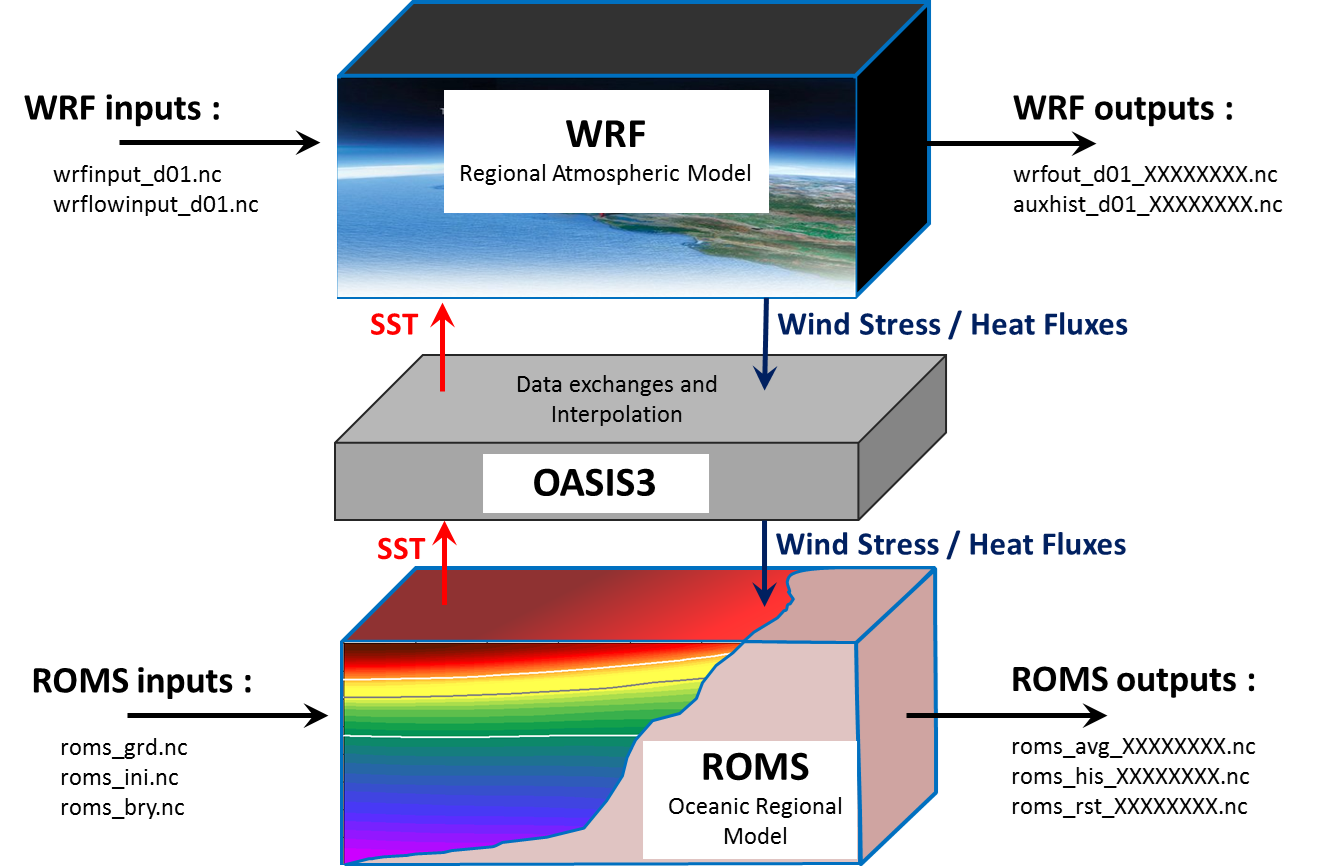 WRF inputs :
wrfinput_d01.nc
wrflowinput_d01.nc
WRF
Regional Atmospheric Model
WRF outputs :
wrfout_d01_XXXXXXXX.nc
auxhist_d01_XXXXXXXX.nc
SST
Wind Stress / Heat Fluxes
Data exchanges and
Interpolation
OASIS3
SST
Wind Stress / Heat Fluxes
ROMS inputs :
roms_grd.nc
roms_ini.nc
roms_bry.nc
ROMS
Oceanic Regional
Model
ROMS outputs :
roms_avg_XXXXXXXX.nc
roms_his_XXXXXXXX.nc
roms_rst_XXXXXXXX.nc